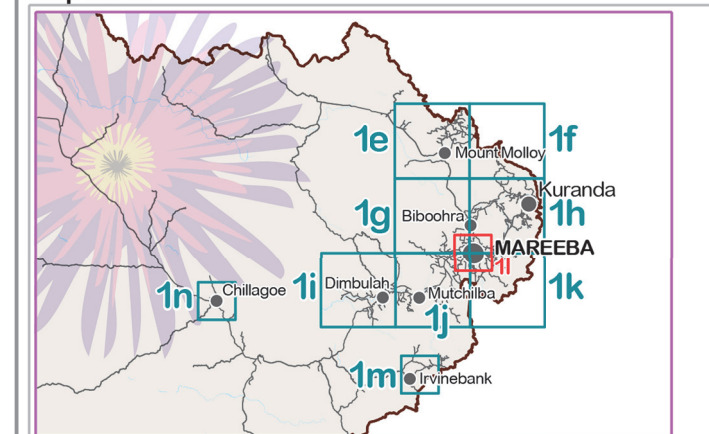 1e
1f
Mount Molloy
Kuranda
1g
Biboohra
1h
MAREEBA
1l
1n
Chillagoe
1i
Dimbulah
Mutchilba
1k
1j
1m
Irvinebank